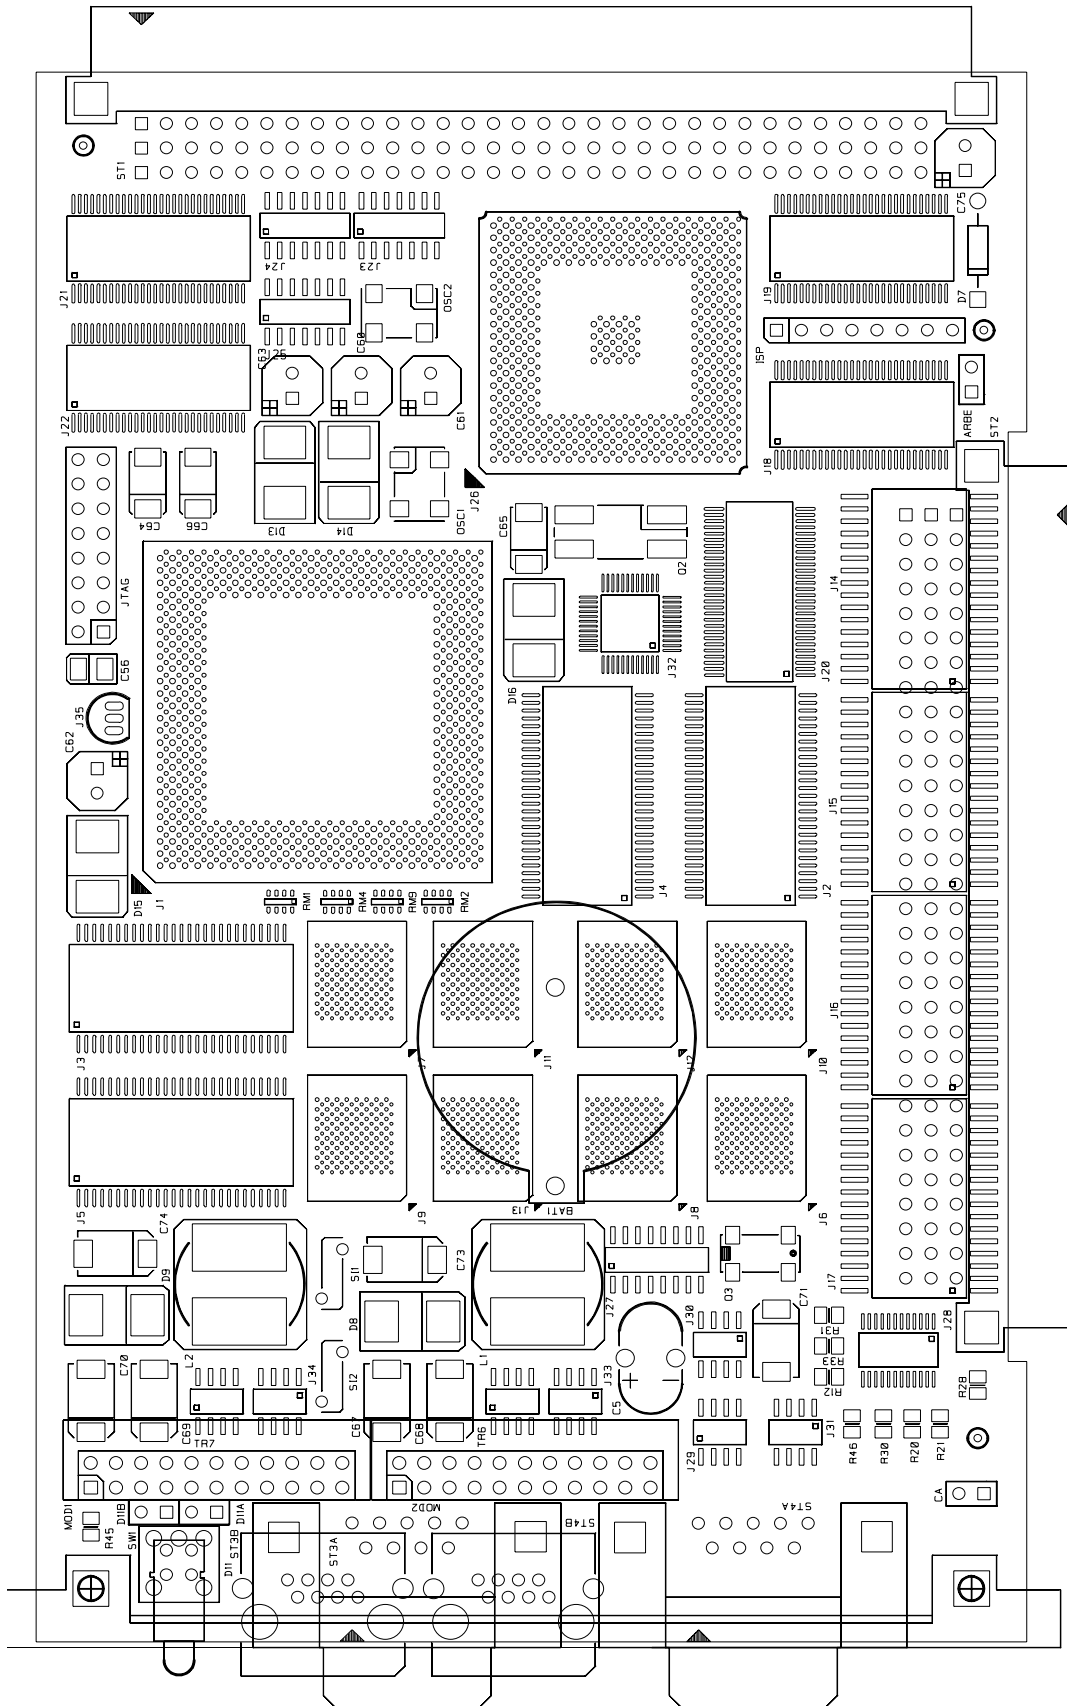 ST1
C75
J24
J23
J21
OSC2
J19
D7
C63
J25
C60
ISP
J22
C61
ARBE
ST2
J18
C64
C66
D13
D14
OSC1
J26
C65
Q2
J14
JTAG
C56
J32
J20
D16
J35
C62
J15
J4
J2
D15
J1
RM1
RM4
RM9
RM2
J16
J3
J7
J11
J12
J10
J5
C74
J9
J13
BAT1
J8
J6
D9
SI1
C73
J27
Q3
J17
C71
J30
J28
D8
R31
R33
R12
L2
C70
J34
SI2
L1
J33
C5
R28
C69
C67
C68
TR7
TR6
J29
J31
R46
R30
R20
R21
MOD1
D11B
D11A
MOD2
ST4A
CA
R45
SW1
ST3B
D11
ST3A
ST4B